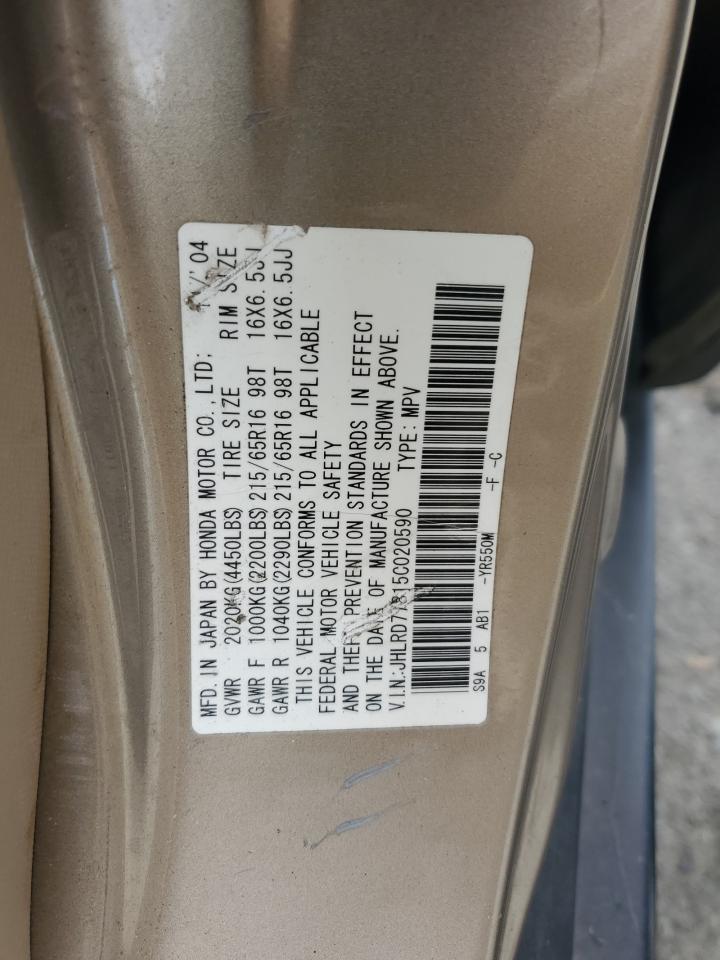 MFD. IN JAPAN BY HONDA MOTOR CO., LTD; '04
GVWR 2020KG(4450LBS) TIRE SIZE RIM SIZE
GAWR F 1000KG(2200LBS) 215/65R16 98T 16X6. 5JJ
GAWR R 1040KG(2290LBS) 215/65R16 98T 16X6. 5JJ
THIS VEHICLE CONFORMS TO ALL APPLICABLE
FEDERAL MOTOR VEHICLE SAFETY
AND THEFT PREVENTION STANDARDS IN EFFECT
ON THE DATE OF MANUFACTURE SHOWN ABOVE.
V.I.N.: TYPE: MPV
S9A 5 AB1 -YR550M -F -C